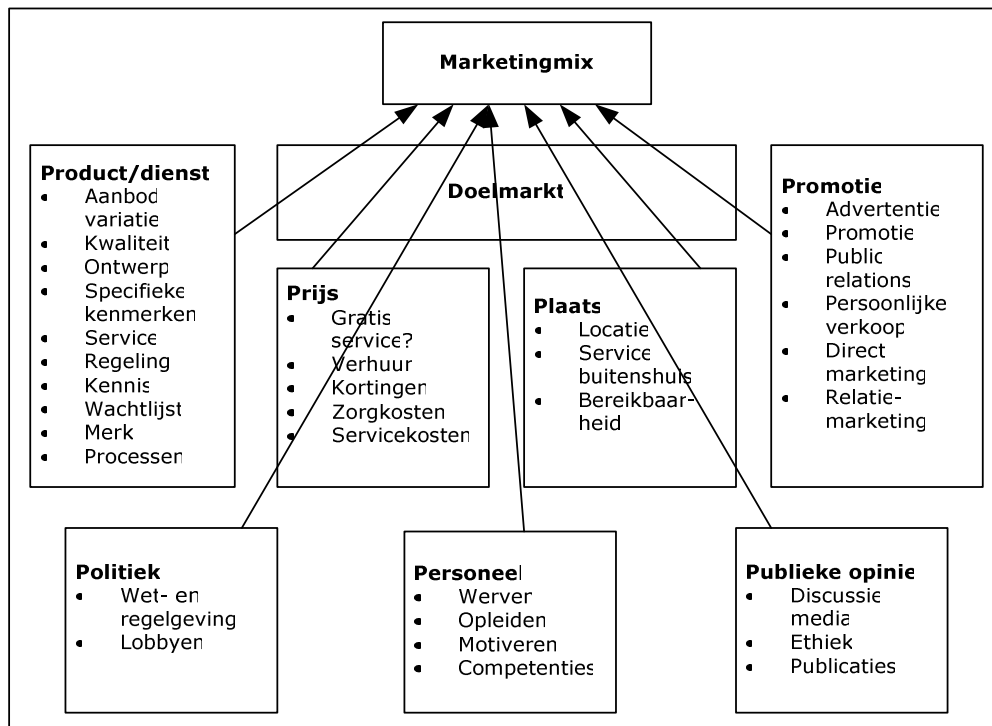 Marketingmix
Doelmarkt
Product/dienst
• Aanbod
variatie
• Kwaliteit
• Ontwerp
• Specifieke
kenmerken
• Service
• Regeling
• Kennis
• Wachtlijst
• Merk
• Processen
Prijs
• Gratis
service?
• Verhuur
• Kortingen
• Zorgkosten
• Servicekosten
Plaats
• Locatie
• Service
buitenshuis
• Bereikbaar-
heid
Promotie
• Advertentie
• Promotie
• Public
relations
• Persoonlijke
verkoop
• Direct
marketing
• Relatie-
marketing
Politiek
• Wet- en
regelgeving
• Lobbyen
Personeel
• Werven
• Opleiden
• Motiveren
• Competenties
Publieke opinie
• Discussie
media
• Ethiek
• Publicaties